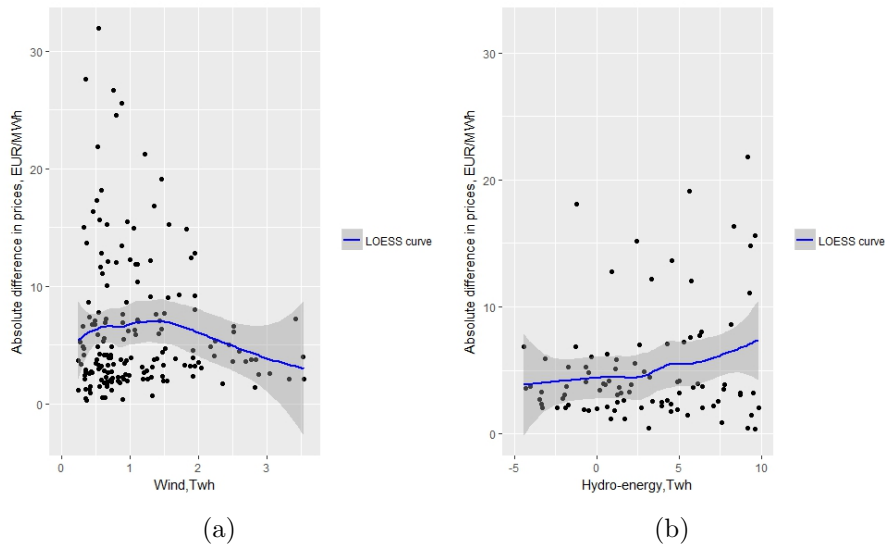 Absolute difference in prices, EUR/MWh
30
20
10
0
0
1
2
3
Wind,Twh
LOESS curve
(a)
Absolute difference in prices, EUR/MWh
30
20
10
0
-5
0
5
10
Hydro-energy,Twh
LOESS curve
(b)